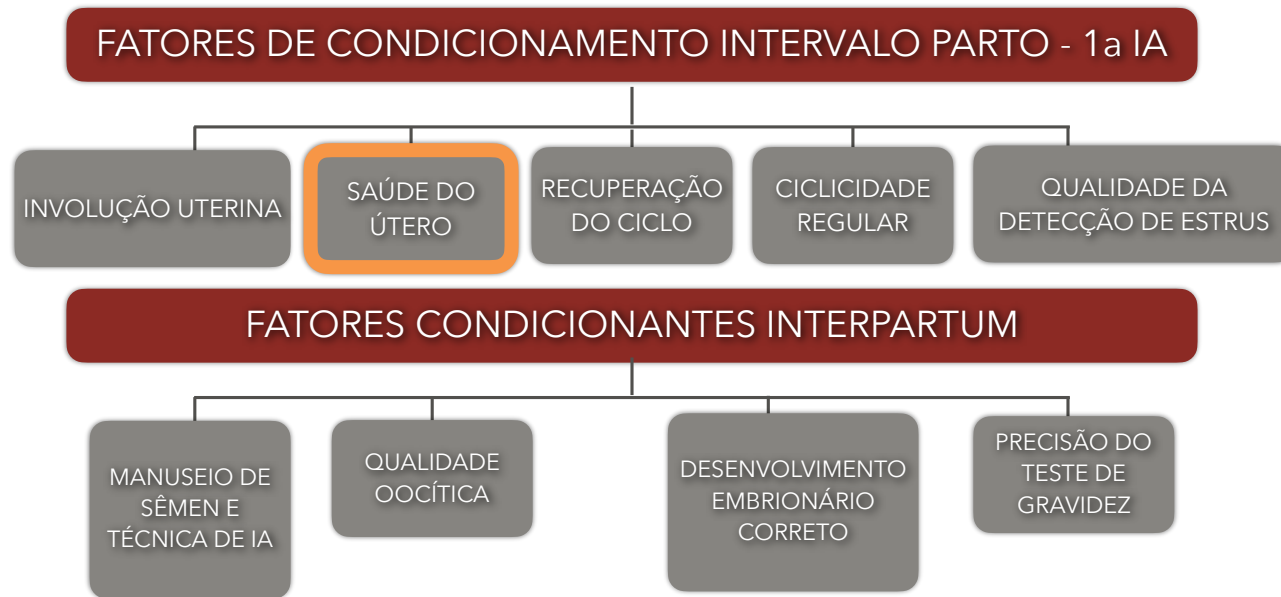 FATORES DE CONDICIONAMENTO INTERVALO PARTO - 1a IA
INVOLUÇÃO UTERINA
SAÚDE DO
ÚTERO
RECUPERAÇÃO
DO CICLO
CICLICIDADE
REGULAR
QUALIDADE DA
DETECÇÃO DE ESTRUS
FATORES CONDICIONANTES INTERPARTUM
MANUSEIO DE
SÊMEN E
TÉCNICA DE IA
QUALIDADE
OOCÍTICA
DESENVOLVIMENTO
EMBRIONÁRIO
CORRETO
PRECISÃO DO
TESTE DE
GRAVIDEZ